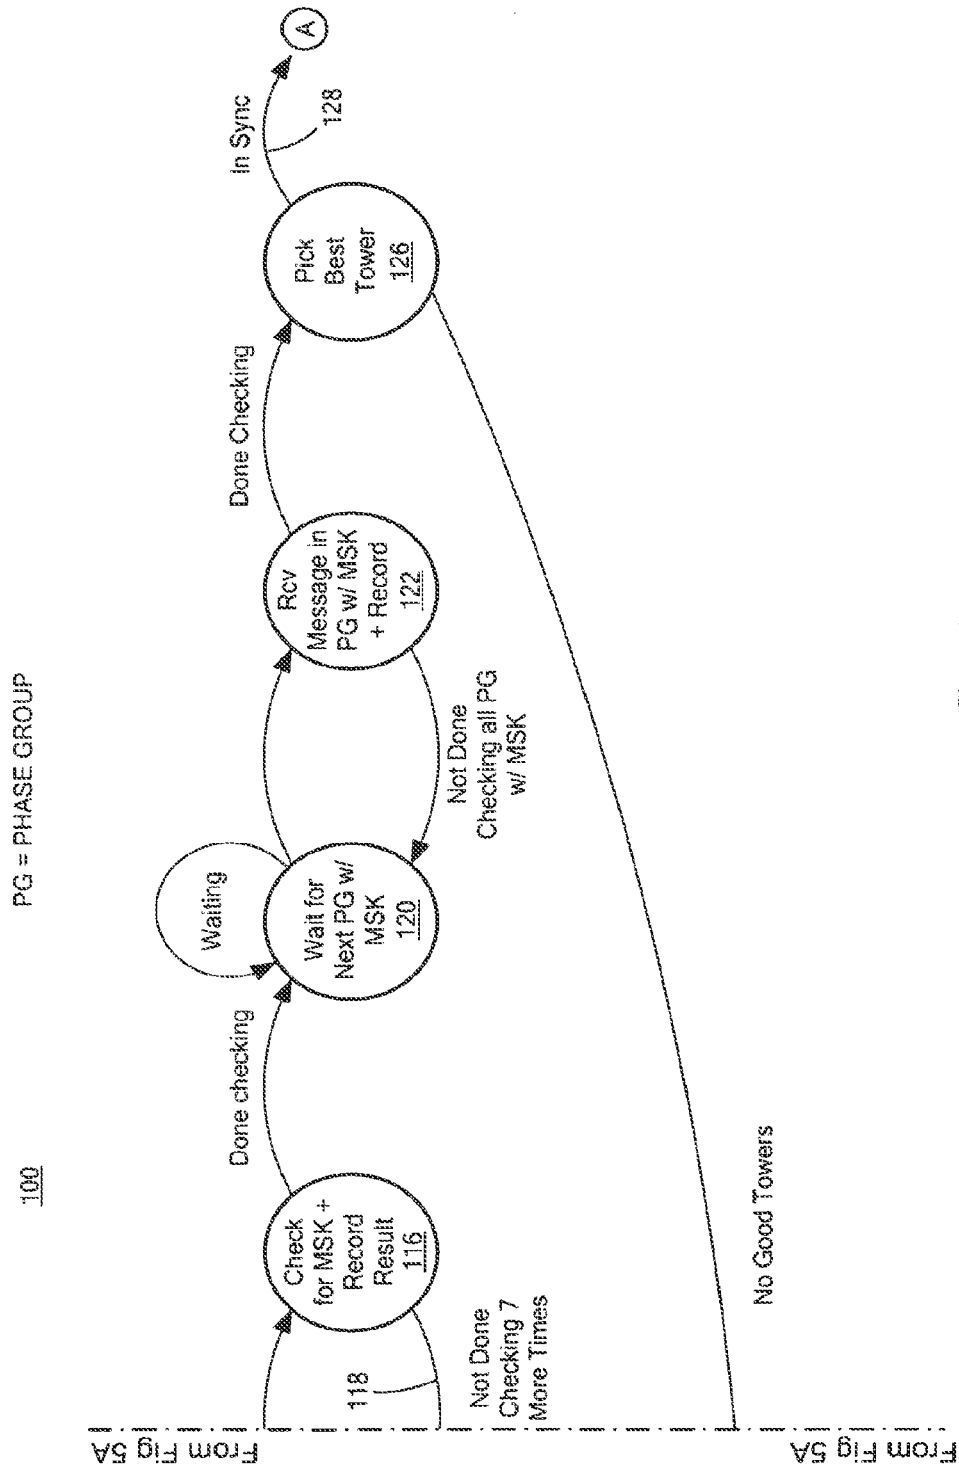 100
PG = PHASE GROUP
From Fig 5A
From Fig 5A
118
Not Done
Checking 7
More Times
Check
for MSK +
Record
Result
116
Done checking
Waiting
Wait for
Next PG w/
MSK
120
Not Done
Checking all PG
w/ MSK
Rcv
Message in
PG w/ MSK
+ Record
122
Done Checking
Pick
Best
Tower
126
In Sync
128
A
No Good Towers